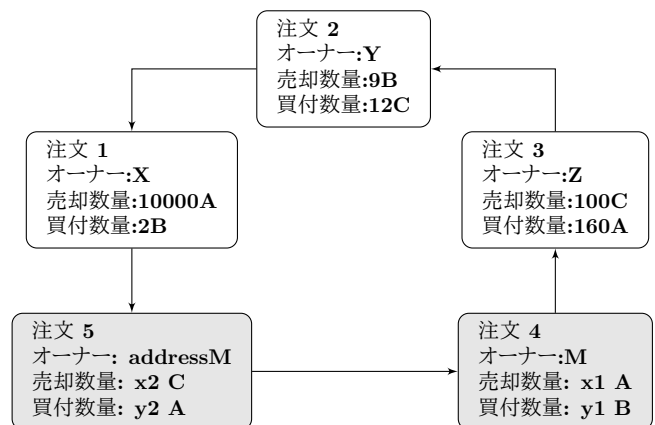 注文 2
オーナー:Y
売却数量:9B
買付数量:12C
注文 1
オーナー:X
売却数量:10000A
買付数量:2B
注文 3
オーナー:Z
売却数量:100C
買付数量:160A
注文 5
オーナー: addressM
売却数量: x2 C
買付数量: y2 A
注文 4
オーナー:M
売却数量: x1 A
買付数量: y1 B